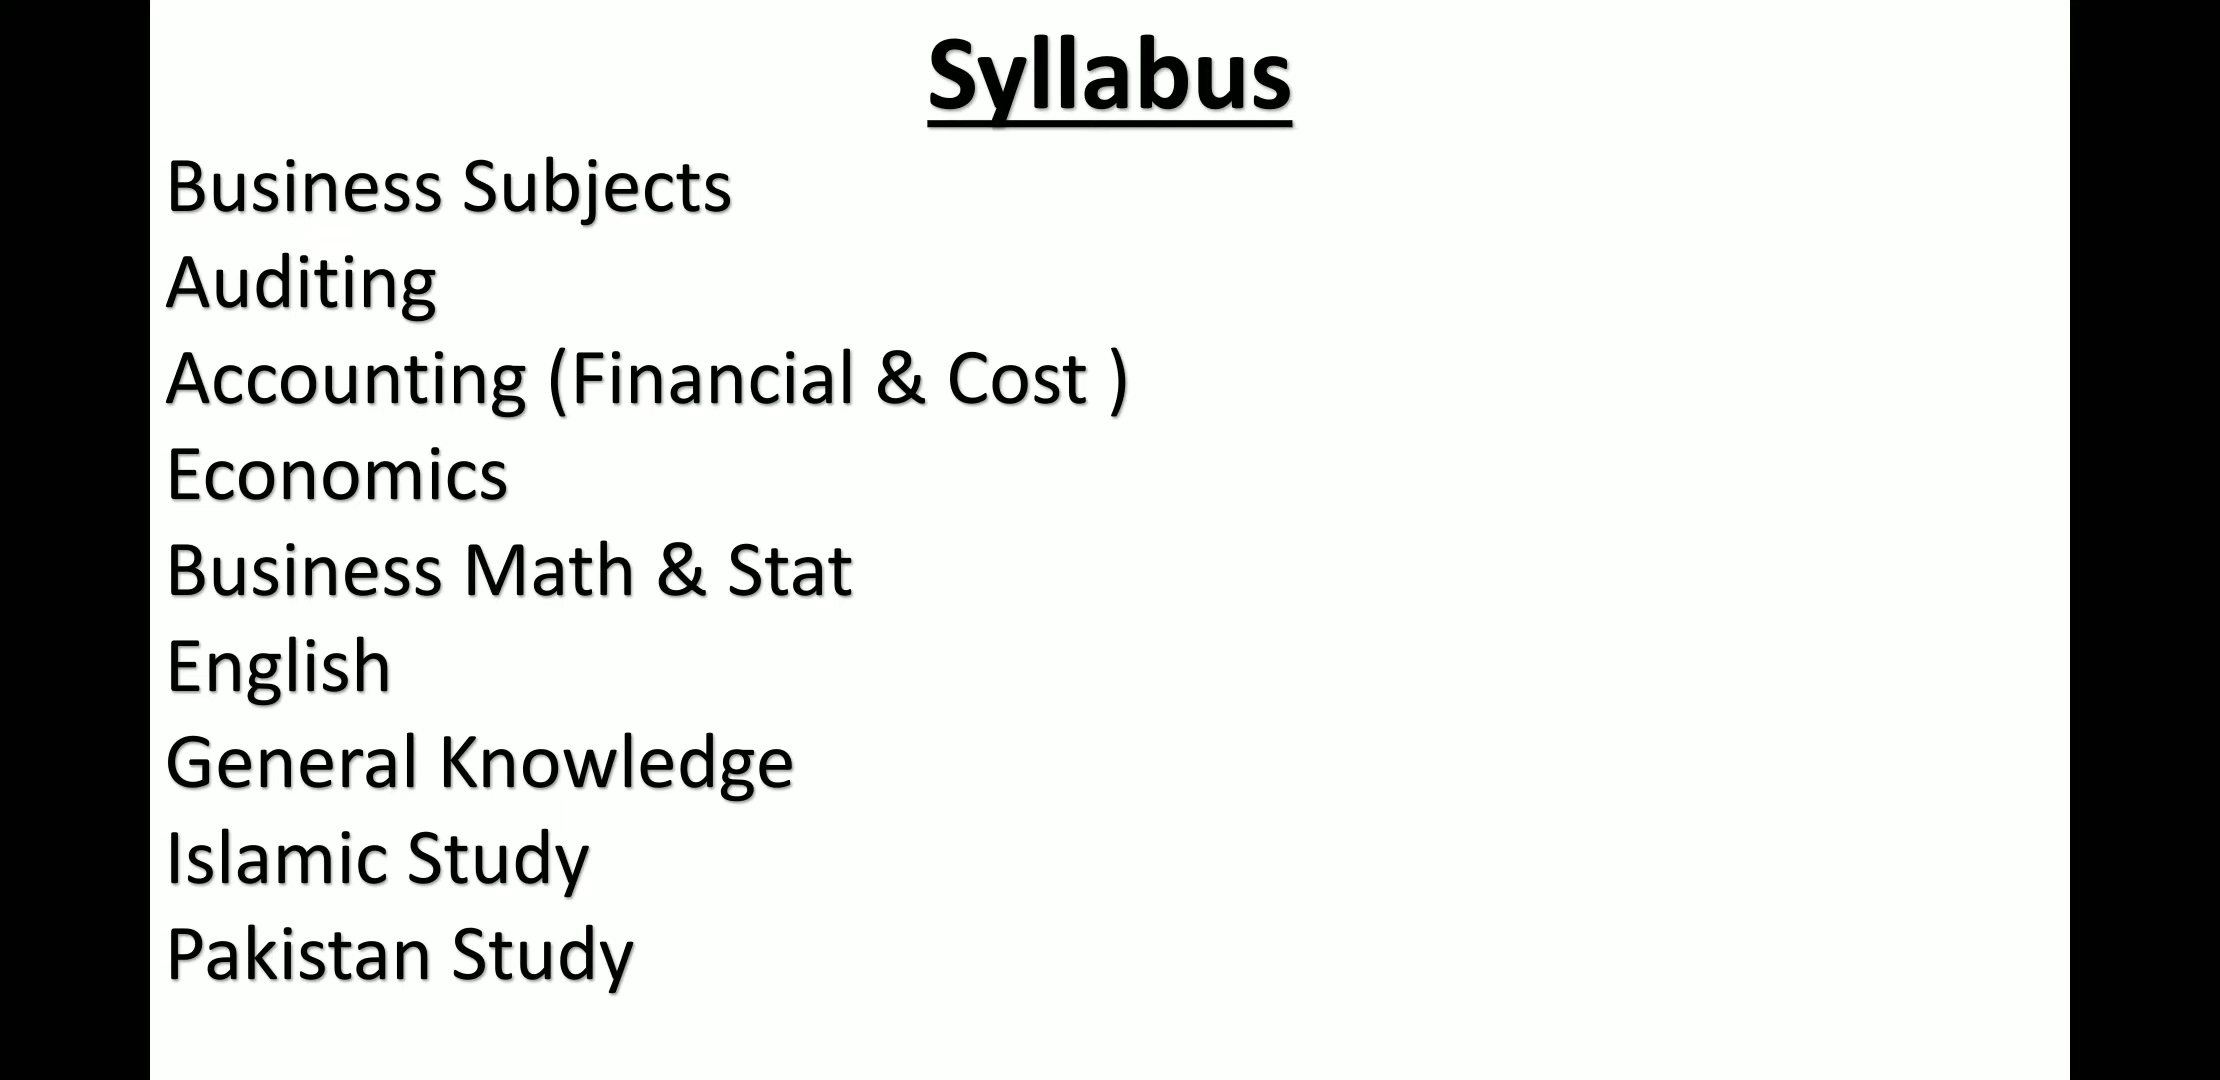 Syllabus
Business Subjects
Auditing
Accounting (Financial & Cost )
Economics
Business Math & Stat
English
General Knowledge
Islamic Study
Pakistan Study